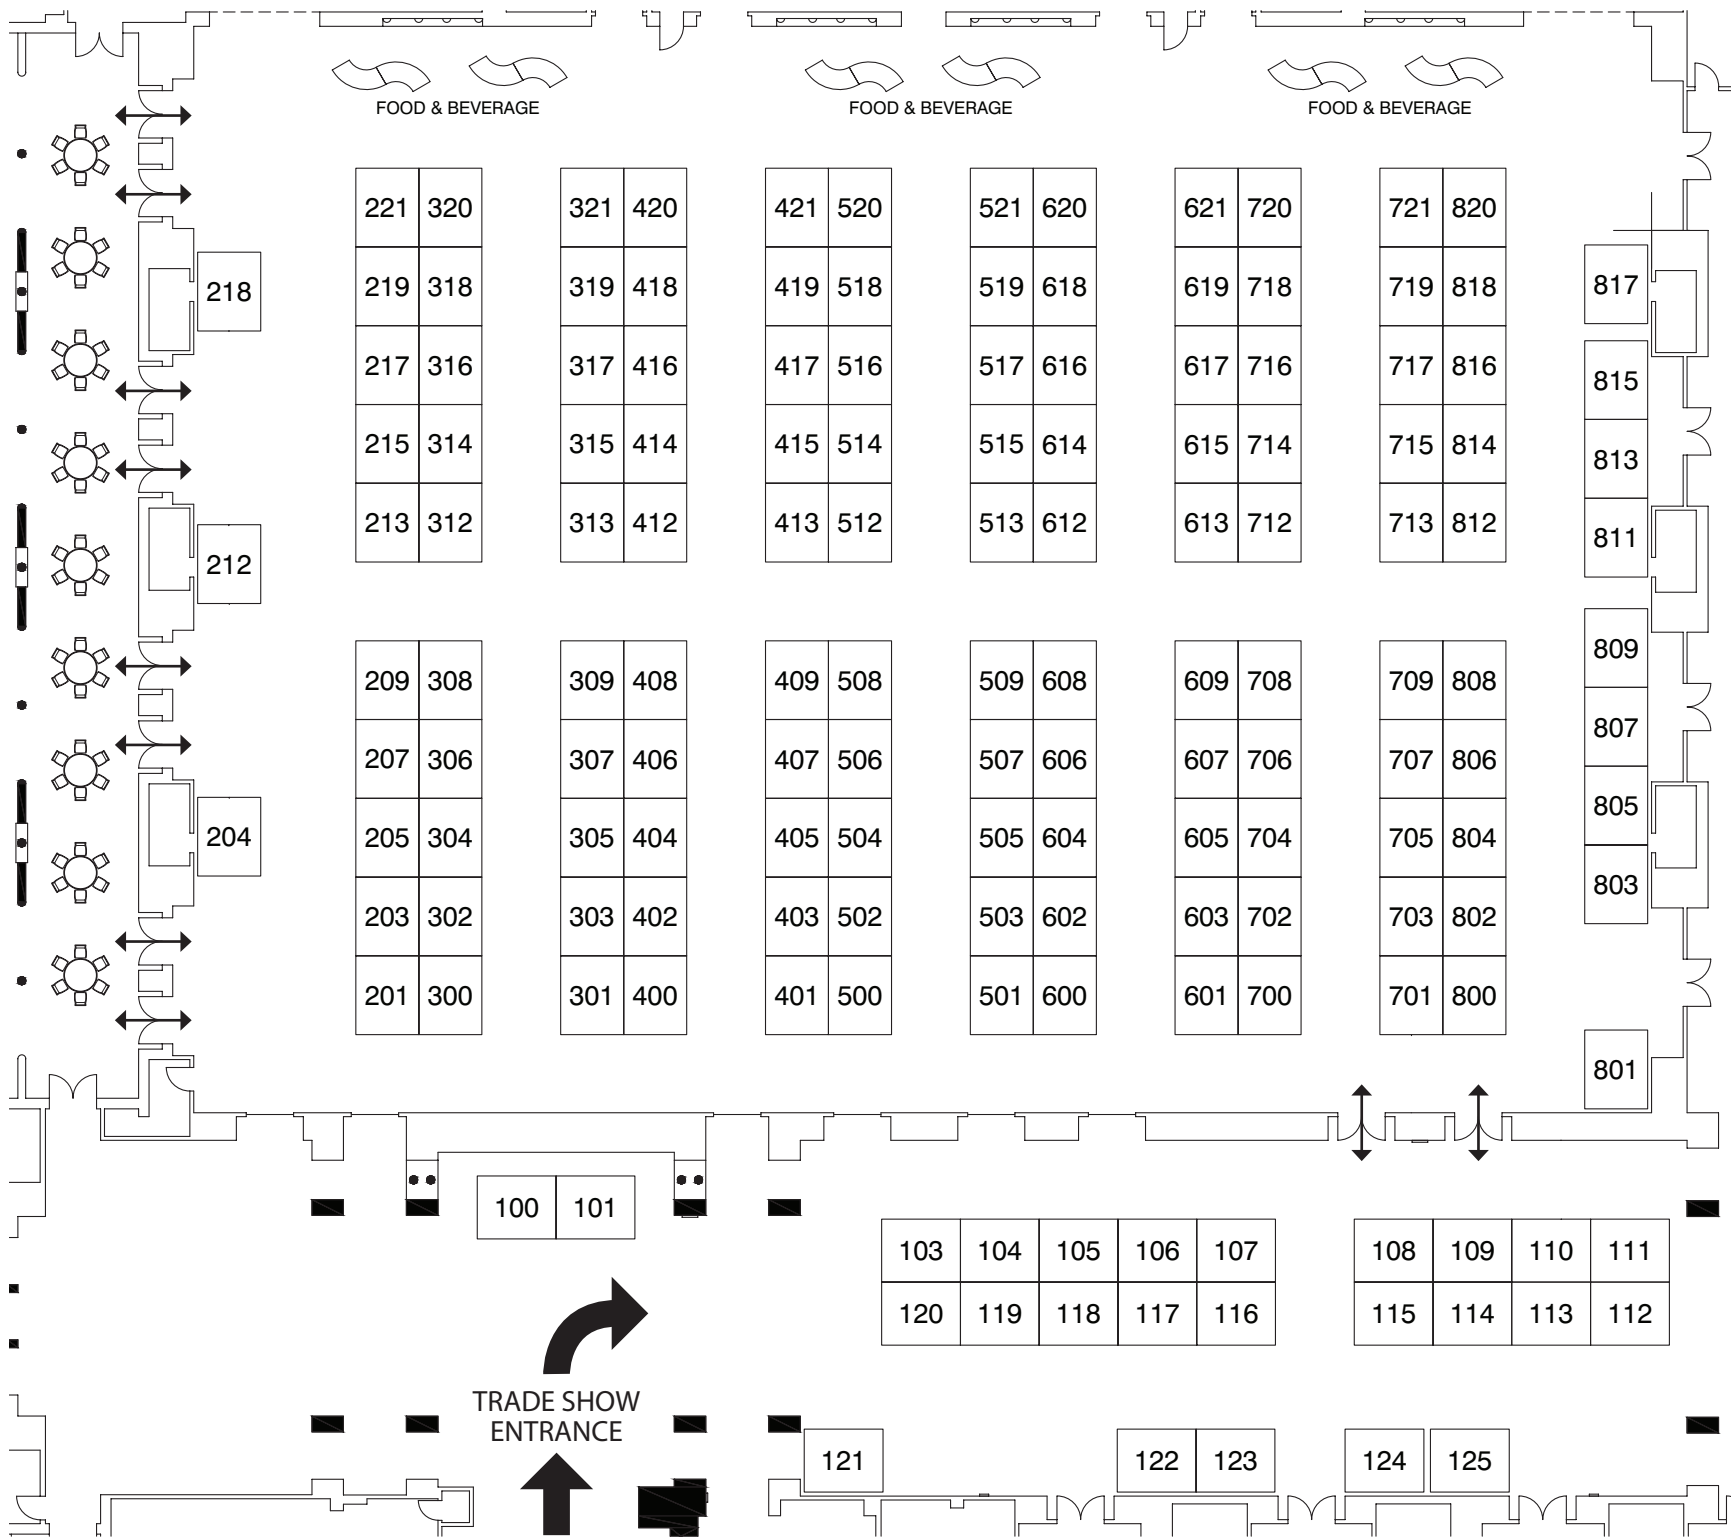 FOOD & BEVERAGE FOOD & BEVERAGE FOOD & BEVERAGE
221 320 321 420 421 520 521 620 621 720 721 820
218 219 318 319 418 419 518 519 618 619 718 719 818 817
217 316 317 416 417 516 517 616 617 716 717 816 815
215 314 315 414 415 514 515 614 615 714 715 814 813
213 312 313 412 413 512 513 612 613 712 713 812 811
212
209 308 309 408 409 508 509 608 609 708 709 808 809
207 306 307 406 407 506 507 606 607 706 707 806 807
204 205 304 305 404 405 504 505 604 605 704 705 804 805
203 302 303 402 403 502 503 602 603 702 703 802 803
201 300 301 400 401 500 501 600 601 700 701 800
801
100 101
103 104 105 106 107 108 109 110 111
120 119 118 117 116 115 114 113 112
TRADE SHOW
ENTRANCE
121 122 123 124 125